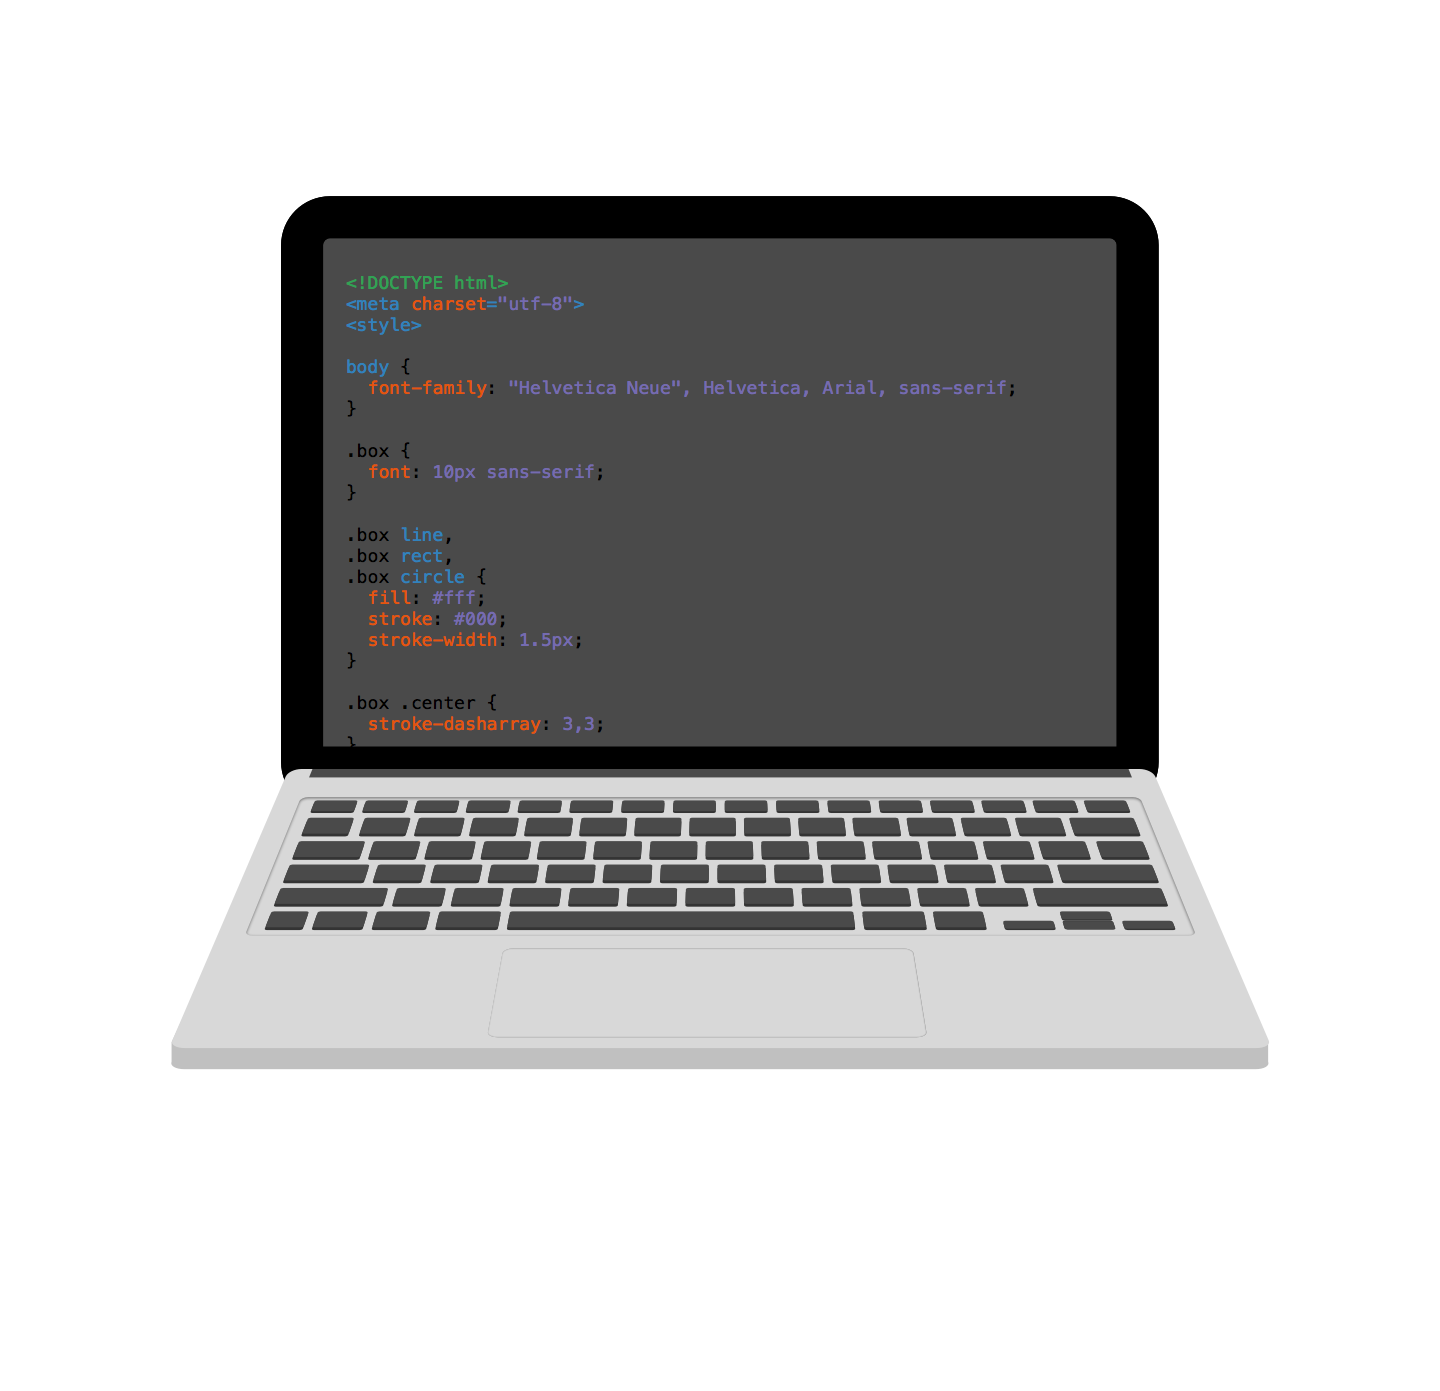 <!DOCTYPE html>
<meta charset="utf-8">
<style>

body {
  font-family: "Helvetica Neue", Helvetica, Arial, sans-serif;
}

.box {
  font: 10px sans-serif;
}

.box line,
.box rect,
.box circle {
  fill: #fff;
  stroke: #000;
  stroke-width: 1.5px;
}

.box .center {
  stroke-dasharray: 3,3;
}